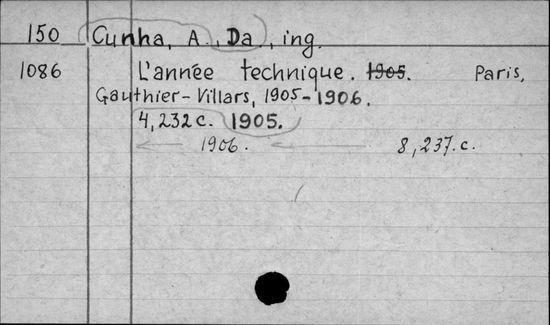 150 Cunha, A., Da, ing.
1086 L'année technique. 1905. Paris,
Gauthier-Villars, 1905-1906.
4,232 c. 1905.
1906. 8,237.c.